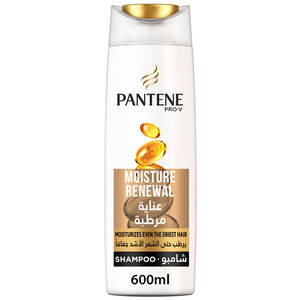 PANTENE
PRO-V
MOISTURE
RENEWAL
عناية
مرطبة
MOISTURIZES EVEN THE DRIEST HAIR
يرطب حتى الشعر الأشد جفافاً
SHAMPOO • شامبو
600ml